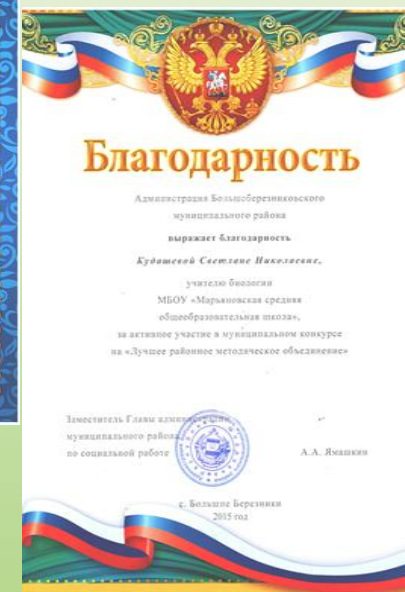 Благодарность
Администрация Большеберезниковского
муниципального района
выражает благодарность
Кудашевой Светлане Николаевне,
учителю биологии
МБОУ «Марьяновская средняя
общеобразовательная школа»,
за активное участие в муниципальном конкурсе
на «Лучшее районное методическое объединение»
Заместитель Главы администрации
муниципального района
по социальной работе А.А. Ямашкин
с. Большие Березники
2015 год